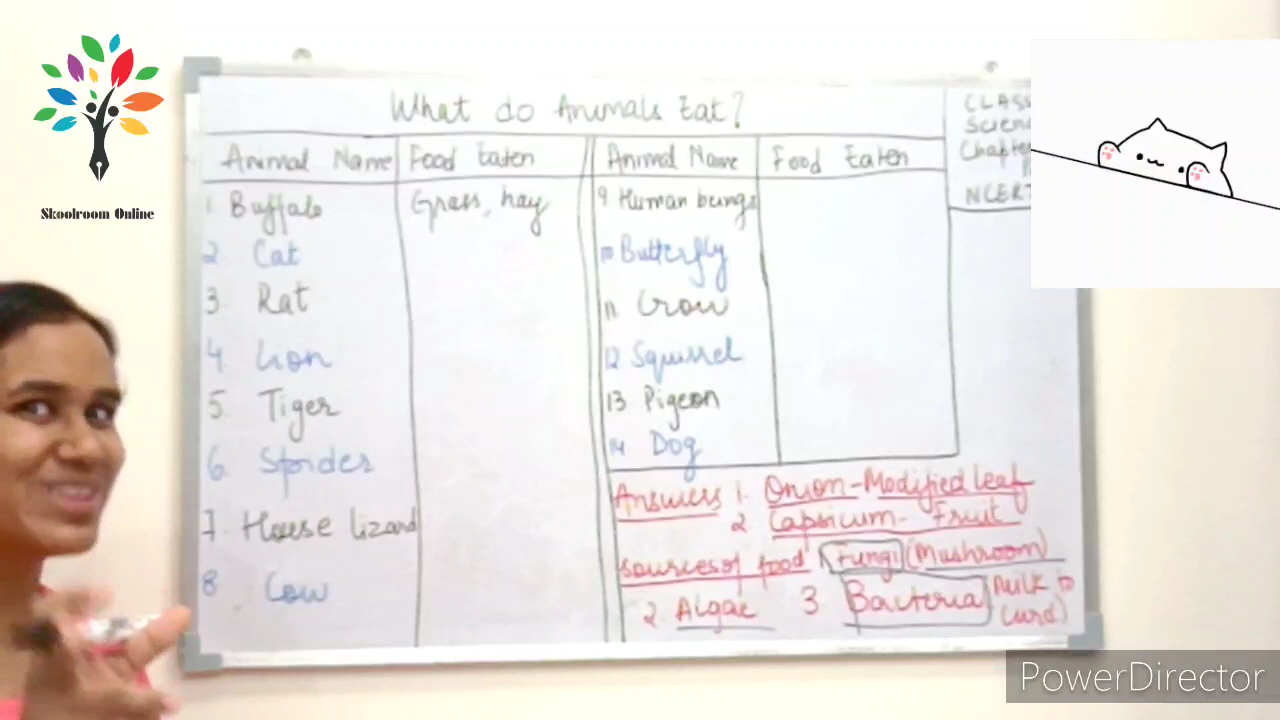 Skoolroom Online
What do Animals Eat?
Animal Name Food Eaten
1 Buffalo Grass, hay
2. Cat
3. Rat
4. Lion
5. Tiger
6. Spider
7. House lizard
8. Cow
Animal Name Food Eaten
9 Human beings
10 Butterfly
11 Crow
12 Squirrel
13 Pigeon
14 Dog
Answers 1. Onion - Modified leaf
2 Capsicum - Fruit
sources of food 1 Fungi (Mushroom)
2. Algae 3 Bacteria (Milk to
curd)
CLASS
Scien
Chapte
NCERT
PowerDirector